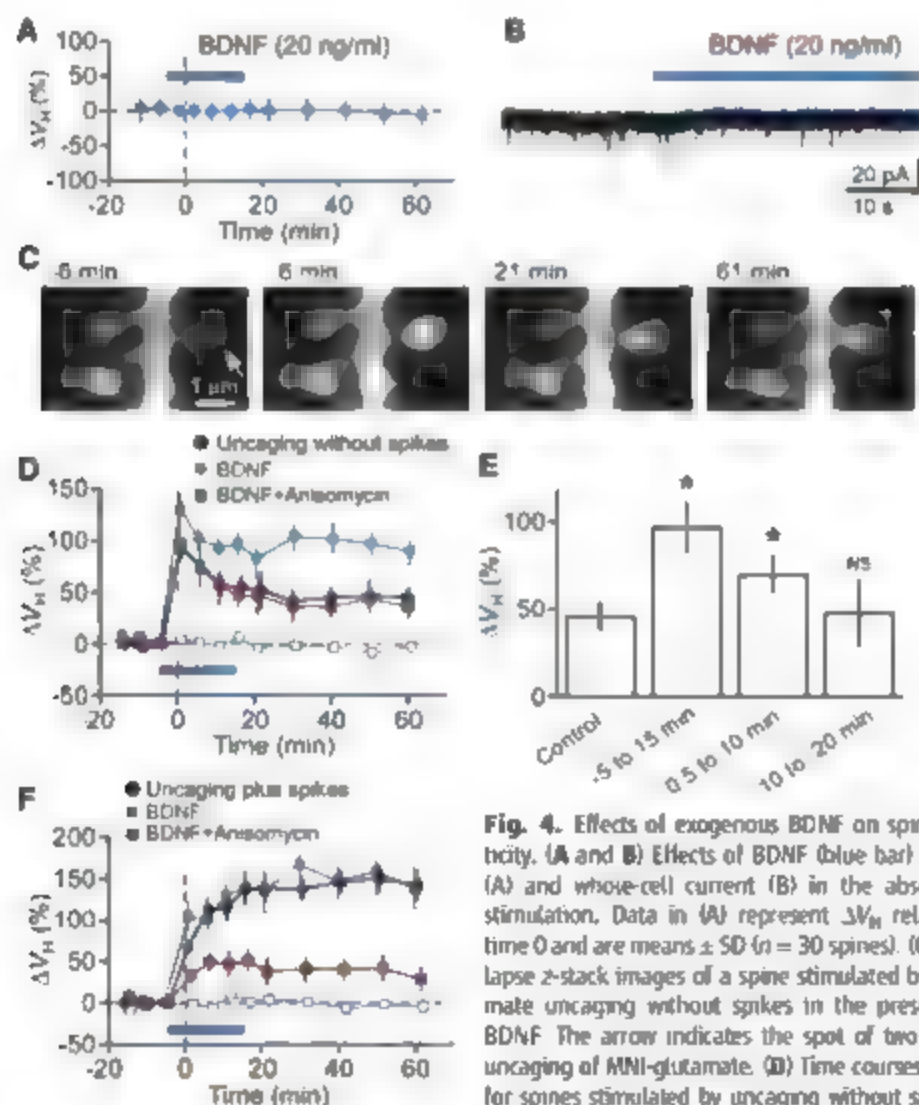 A
BDNF (20 ng/ml)
ΔV_H (%)
100
50
0
-50
-100
-20 0 20 40 60
Time (min)
B
BDNF (20 ng/ml)
20 pA
10 s
C
-6 min
6 min
21 min
61 min
1 μm
D
Uncaging without spikes
BDNF
BDNF+Anisomycin
ΔV_H (%)
150
100
50
0
-50
-20 0 20 40 60
Time (min)
E
ΔV_H (%)
100
50
0
* * NS
Control
-5 to 15 min
0.5 to 10 min
10 to 20 min
F
Uncaging plus spikes
BDNF
BDNF+Anisomycin
ΔV_H (%)
200
150
100
50
0
-50
-20 0 20 40 60
Time (min)
Fig. 4. Effects of exogenous BDNF on spin
ticity. (A and B) Effects of BDNF (blue bar)
(A) and whole-cell current (B) in the abs
stimulation. Data in (A) represent ΔV_H rel
time 0 and are means ± SD (n = 30 spines). (
lapse z-stack images of a spine stimulated b
mate uncaging without spikes in the pres
BDNF. The arrow indicates the spot of two
uncaging of MNI-glutamate. (D) Time courses
for spines stimulated by uncaging without s